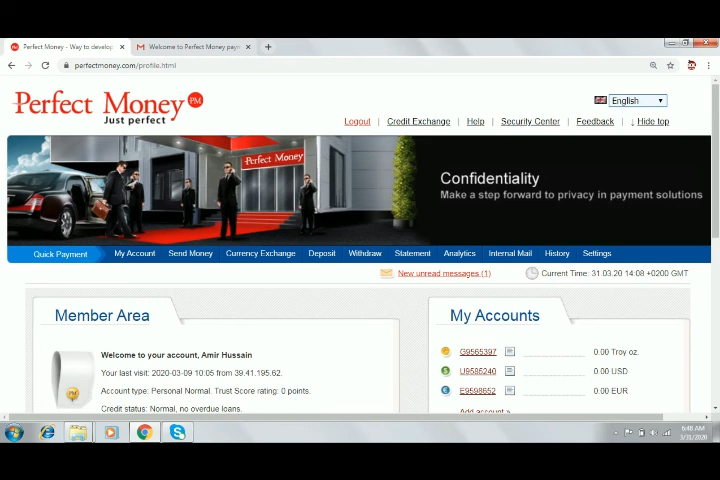 Perfect Money - Way to develop
Welcome to Perfect Money paym
perfectmoney.com/profile.html
Perfect Money PM
Just perfect
English
Logout | Credit Exchange | Help | Security Center | Feedback | ↓ Hide top
Perfect Money
Confidentiality
Make a step forward to privacy in payment solutions
Quick Payment My Account Send Money Currency Exchange Deposit Withdraw Statement Analytics Internal Mail History Settings
New unread messages (1) Current Time: 31.03.20 14:08 +0200 GMT
Member Area
My Accounts
Welcome to your account, Amir Hussain
Your last visit: 2020-03-09 10:05 from 39.41.195.62.
Account type: Personal Normal. Trust Score rating: 0 points.
Credit status: Normal, no overdue loans.
G9565397 0.00 Troy oz.
U9585240 0.00 USD
E9598652 0.00 EUR
Add account »
6:48 AM
3/31/2020